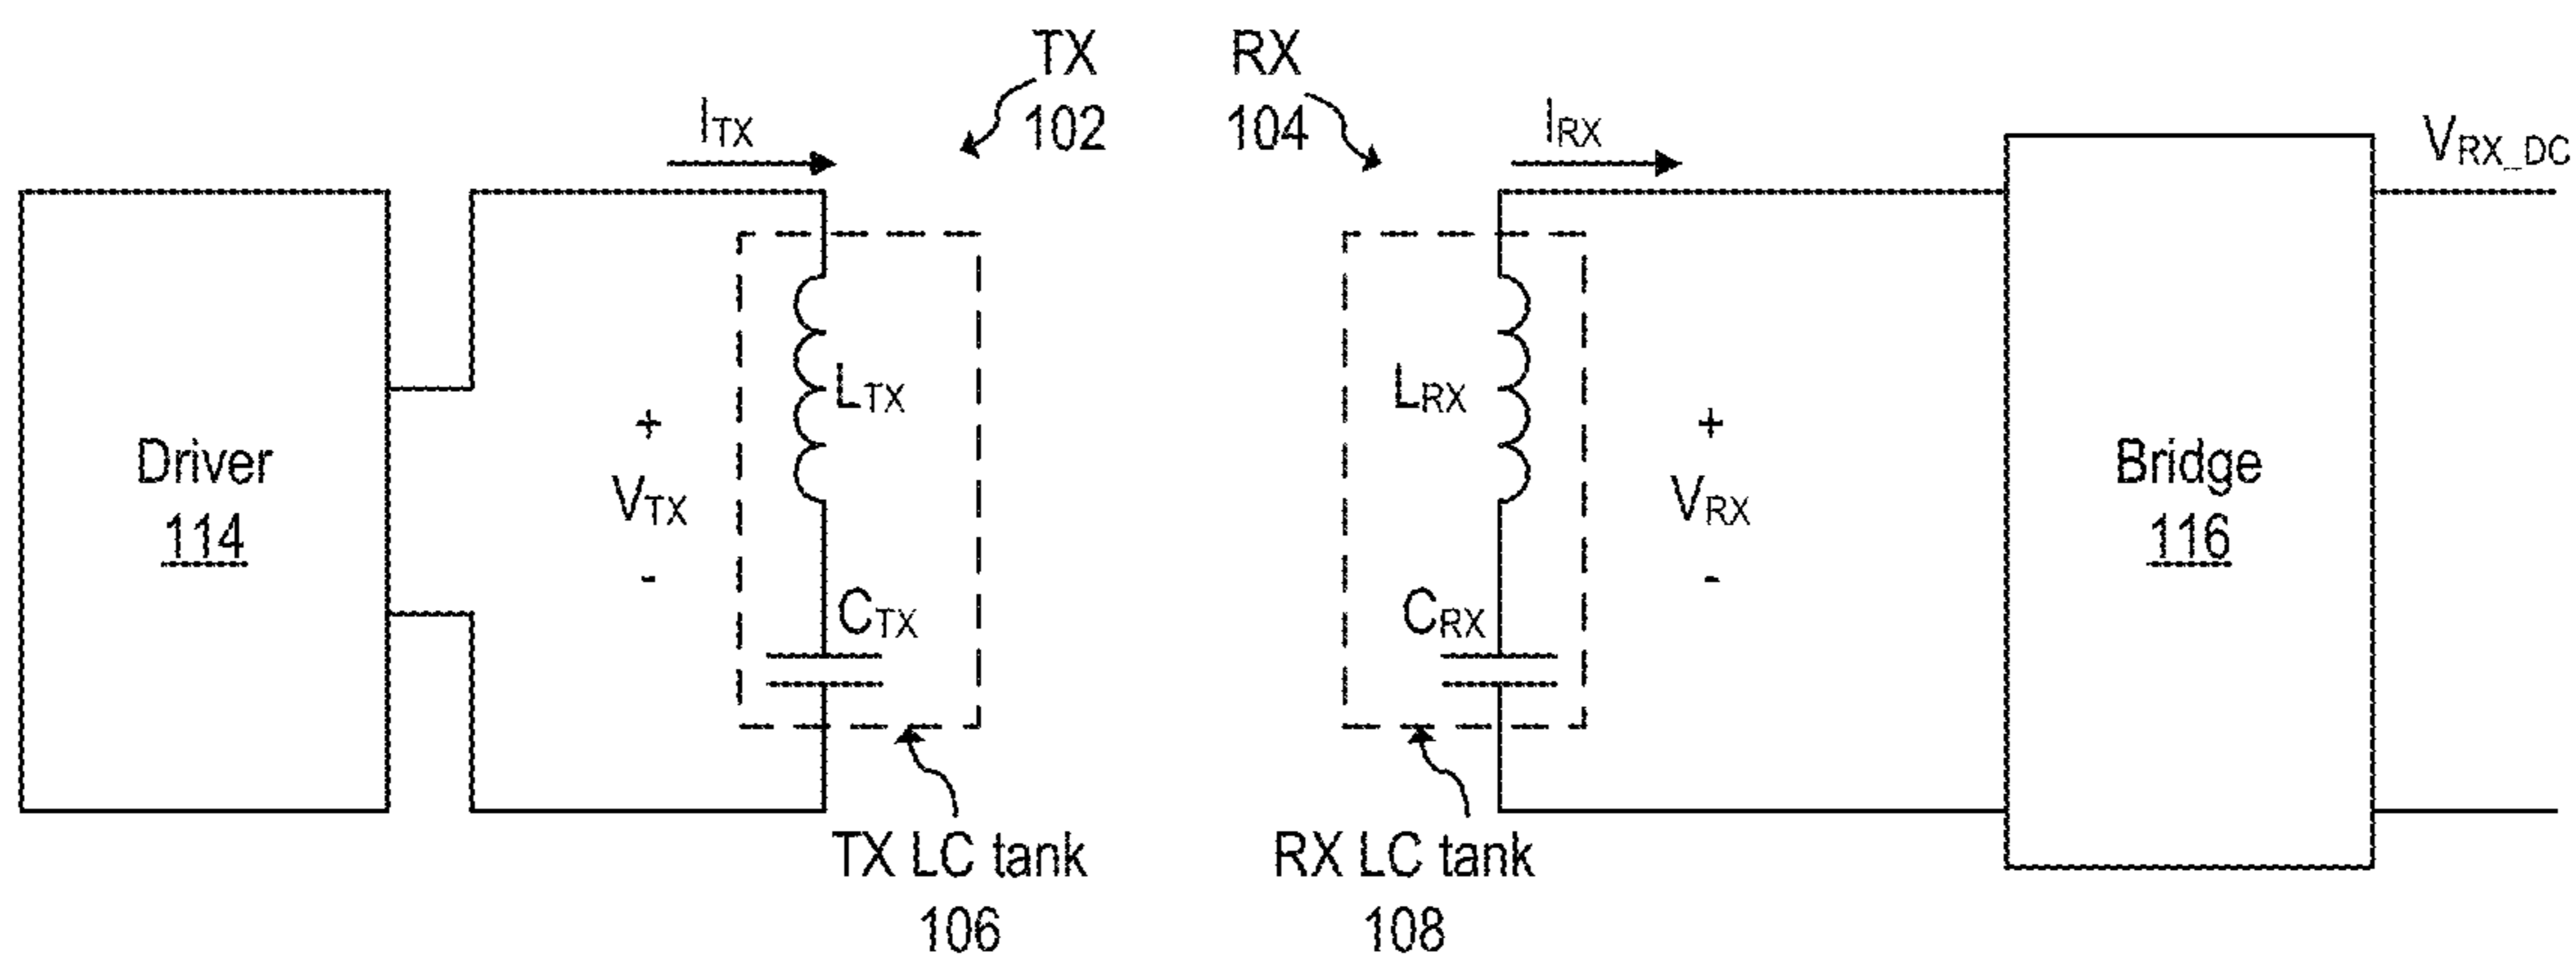 TX
102
RX
104
ITX
IRX
VRX_DC
LTX
LRX
+
VTX
-
+
VRX
-
Driver
114
Bridge
116
CTX
CRX
TX LC tank
106
RX LC tank
108